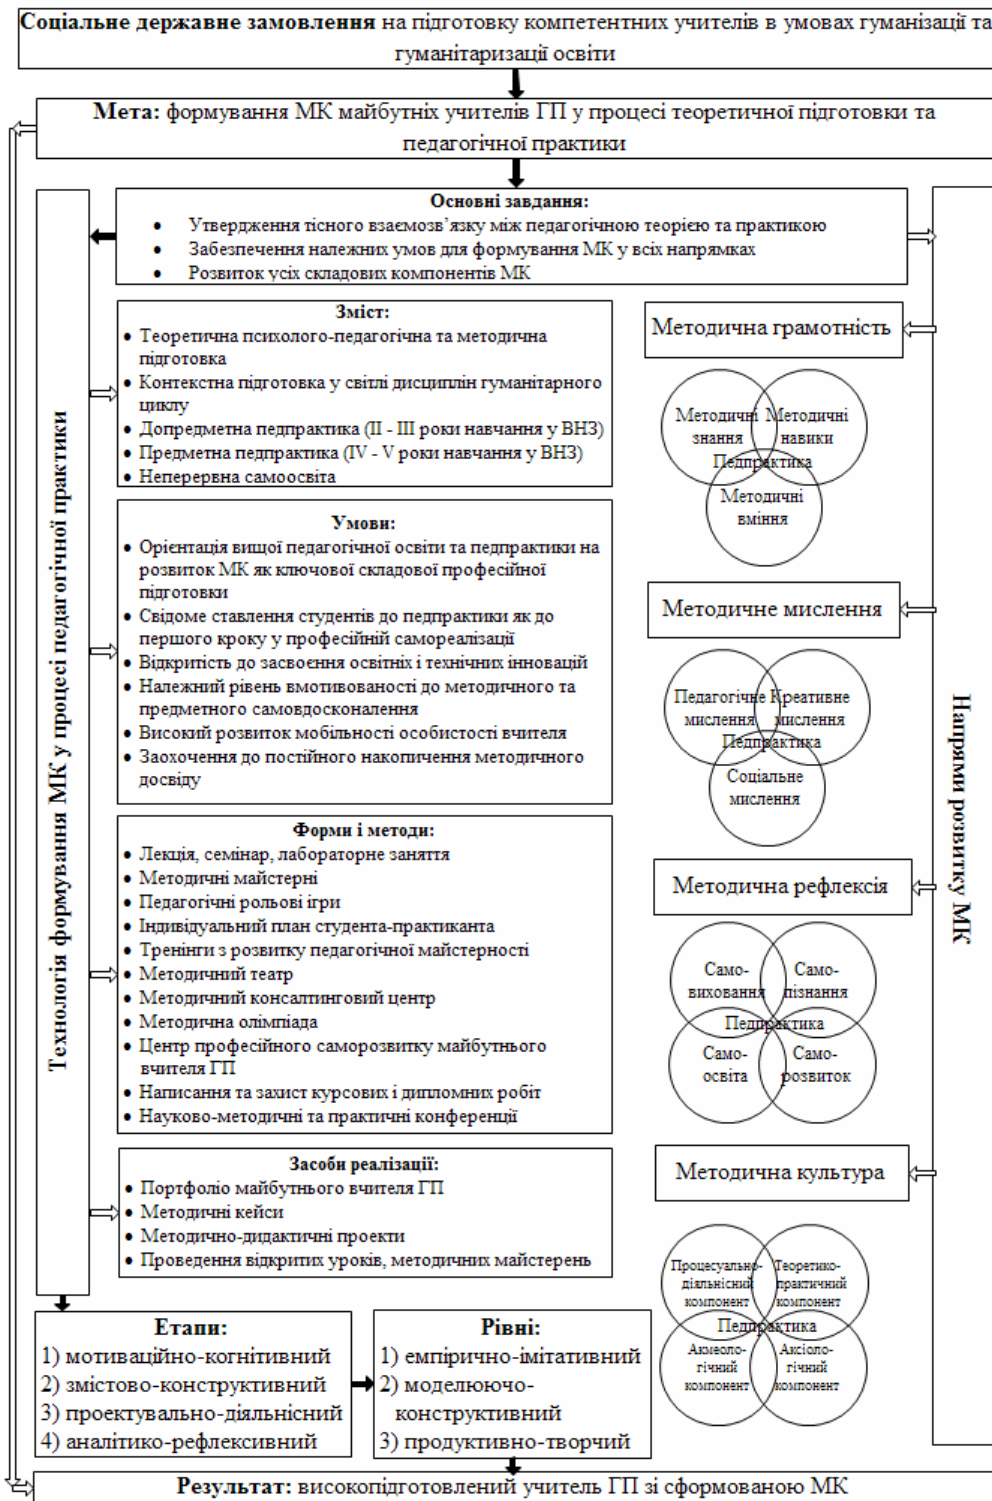 Соціальне державне замовлення на підготовку компетентних учителів в умовах гуманізації та
гуманітаризації освіти
Мета: формування МК майбутніх учителів ГП у процесі теоретичної підготовки та
педагогічної практики
Технологія формування МК у процесі педагогічної практики
Основні завдання:
• Утвердження тісного взаємозв’язку між педагогічною теорією та практикою
• Забезпечення належних умов для формування МК у всіх напрямках
• Розвиток усіх складових компонентів МК
Зміст:
• Теоретична психолого-педагогічна та методична
підготовка
• Контекстна підготовка у світлі дисциплін гуманітарного
циклу
• Допредметна педпрактика (II - III роки навчання у ВНЗ)
• Предметна педпрактика (IV - V роки навчання у ВНЗ)
• Неперервна самоосвіта
Умови:
• Орієнтація вищої педагогічної освіти та педпрактики на
розвиток МК як ключової складової професійної
підготовки
• Свідоме ставлення студентів до педпрактики як до
першого кроку у професійній самореалізації
• Відкритість до засвоєння освітніх і технічних інновацій
• Належний рівень вмотивованості до методичного та
предметного самовдосконалення
• Високий розвиток мобільності особистості вчителя
• Заохочення до постійного накопичення методичного
досвіду
Форми і методи:
• Лекція, семінар, лабораторне заняття
• Методичні майстерні
• Педагогічні рольові ігри
• Індивідуальний план студента-практиканта
• Тренінги з розвитку педагогічної майстерності
• Методичний театр
• Методичний консалтинговий центр
• Методична олімпіада
• Центр професійного саморозвитку майбутнього
вчителя ГП
• Написання та захист курсових і дипломних робіт
• Науково-методичні та практичні конференції
Засоби реалізації:
• Портфоліо майбутнього вчителя ГП
• Методичні кейси
• Методично-дидактичні проекти
• Проведення відкритих уроків, методичних майстерень
Методична грамотність
Методичні
знання
Методичні
навики
Педпрактика
Методичні
вміння
Методичне мислення
Педагогічне
мислення
Креативне
мислення
Педпрактика
Соціальне
мислення
Методична рефлексія
Само-
виховання
Само-
пізнання
Педпрактика
Само-
освіта
Само-
розвиток
Методична культура
Процесуально-
діяльнісний
компонент
Теоретико-
практичний
компонент
Педпрактика
Акмеоло-
гічний
компонент
Аксіоло-
гічний
компонент
Напрями розвитку МК
Етапи:
1) мотиваційно-когнітивний
2) змістово-конструктивний
3) проектувально-діяльнісний
4) аналітико-рефлексивний
Рівні:
1) емпірично-імітативний
2) моделюючо-
конструктивний
3) продуктивно-творчий
Результат: високопідготовлений учитель ГП зі сформованою МК